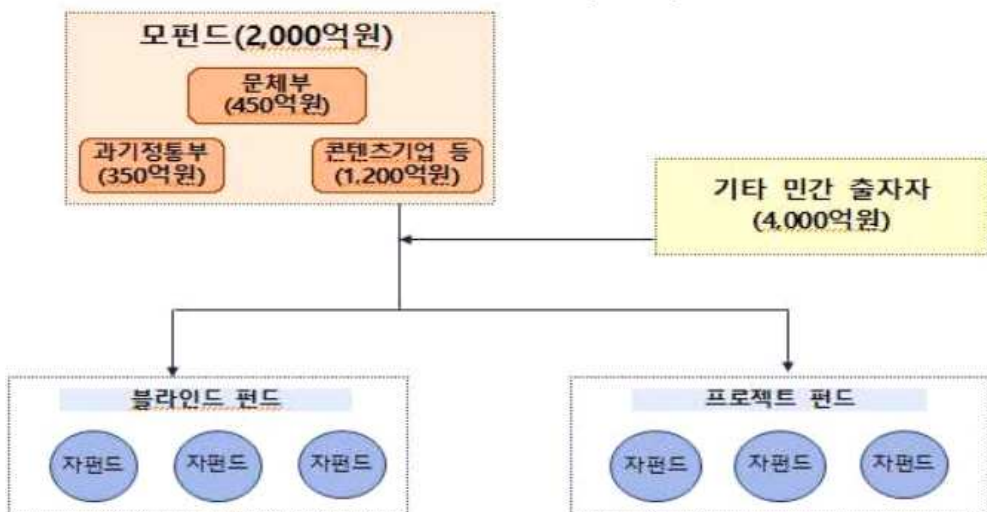 모펀드(2,000억원)
문체부
(450억원)
과기정통부
(350억원)
콘텐츠기업 등
(1,200억원)
기타 민간 출자자
(4,000억원)
블라인드 펀드
자펀드 자펀드 자펀드
프로젝트 펀드
자펀드 자펀드 자펀드